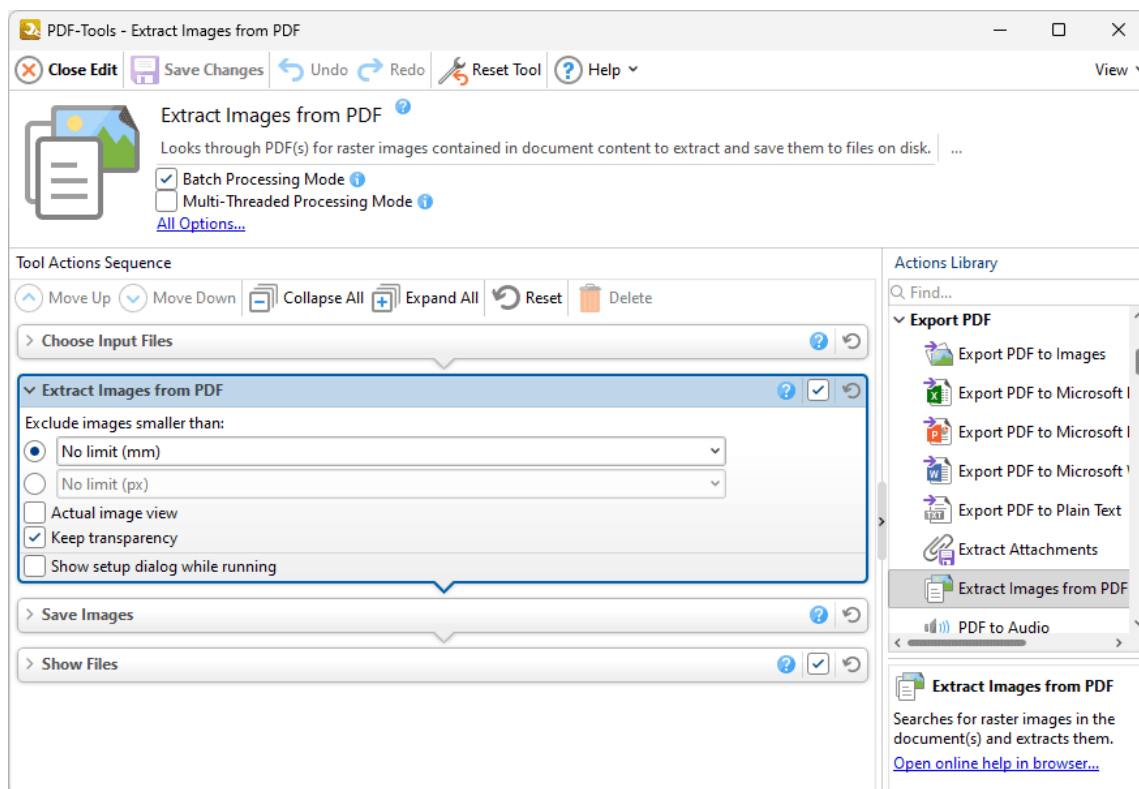 PDF-Tools - Extract Images from PDF
Close Edit Save Changes Undo Redo Reset Tool Help View
Extract Images from PDF
Looks through PDF(s) for raster images contained in document content to extract and save them to files on disk. ...
Batch Processing Mode
Multi-Threaded Processing Mode
All Options...
Tool Actions Sequence
Move Up Move Down Collapse All Expand All Reset Delete
Choose Input Files
Extract Images from PDF
Exclude images smaller than:
No limit (mm)
No limit (px)
Actual image view
Keep transparency
Show setup dialog while running
Save Images
Show Files
Actions Library
Find...
Export PDF
Export PDF to Images
Export PDF to Microsoft
Export PDF to Microsoft
Export PDF to Microsoft
Export PDF to Plain Text
Extract Attachments
Extract Images from PDF
PDF to Audio
Extract Images from PDF
Searches for raster images in the
document(s) and extracts them.
Open online help in browser...